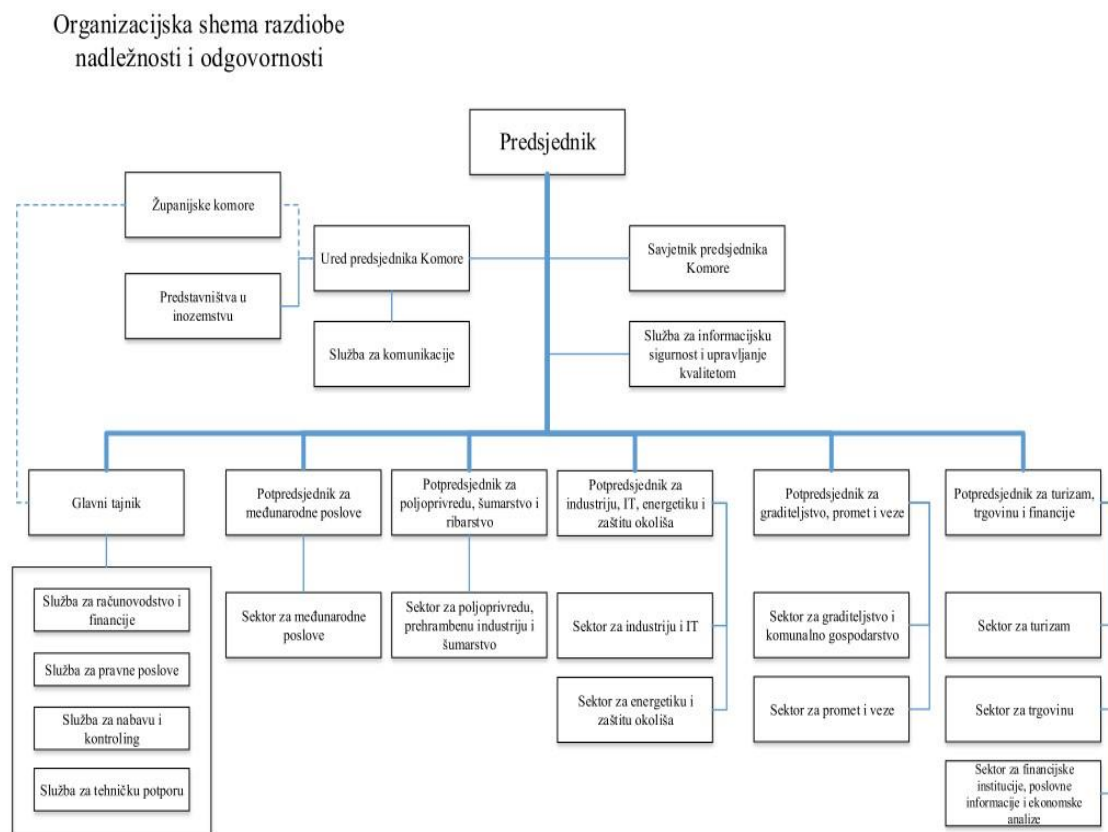 Organizacijska shema razdiobe
nadležnosti i odgovornosti
Predsjednik
Županijske komore
Ured predsjednika Komore
Savjetnik predsjednika
Komore
Predstavništva u
inozemstvu
Služba za komunikacije
Služba za informacijsku
sigurnost i upravljanje
kvalitetom
Glavni tajnik
Potpredsjednik za
međunarodne poslove
Potpredsjednik za
poljoprivredu, šumarstvo i
ribarstvo
Potpredsjednik za
industriju, IT, energetiku i
zaštitu okoliša
Potpredsjednik za
graditeljstvo, promet i veze
Potpredsjednik za turizam,
trgovinu i financije
Služba za računovodstvo i
financije
Služba za pravne poslove
Služba za nabavu i
kontroling
Služba za tehničku potporu
Sektor za međunarodne
poslove
Sektor za poljoprivredu,
prehrambenu industriju i
šumarstvo
Sektor za industriju i IT
Sektor za energetiku i
zaštitu okoliša
Sektor za graditeljstvo i
komunalno gospodarstvo
Sektor za promet i veze
Sektor za turizam
Sektor za trgovinu
Sektor za financijske
institucije, poslovne
informacije i ekonomske
analize